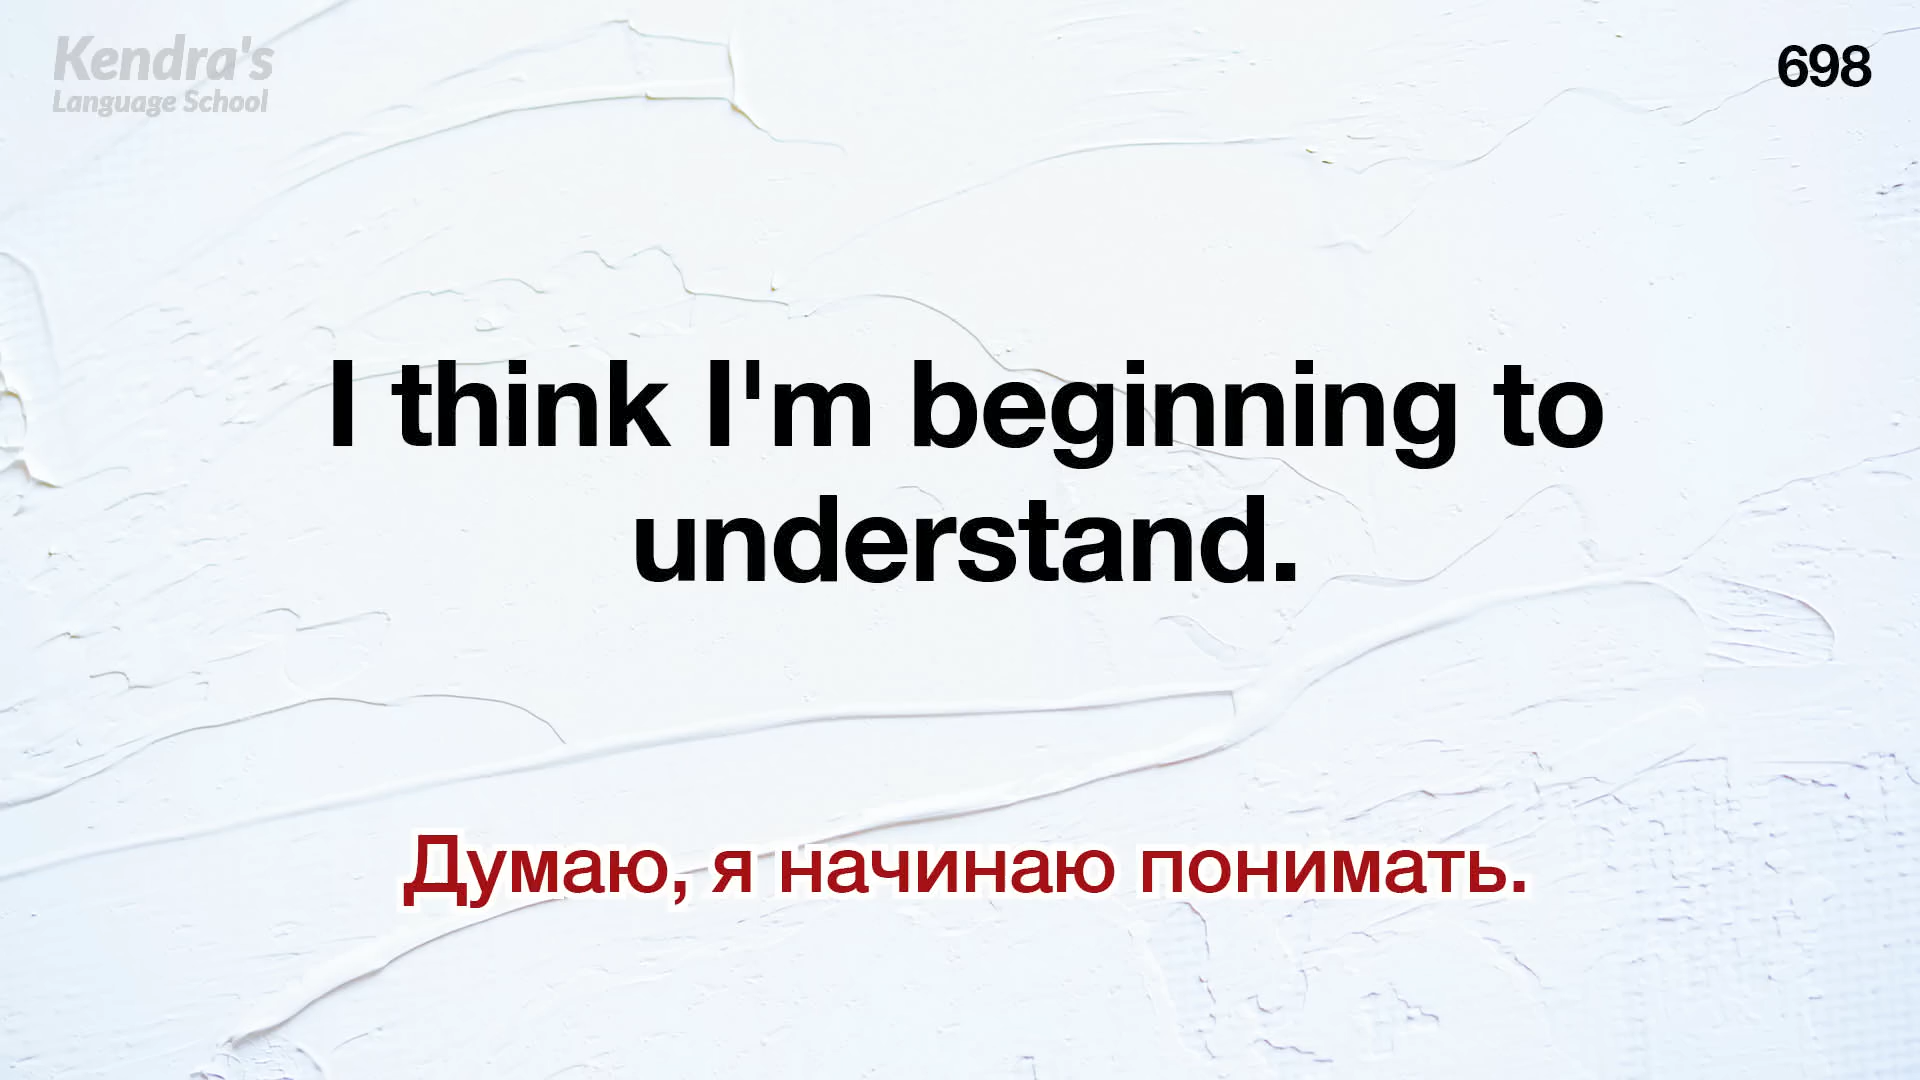 Kendra's
Language School
698
I think I'm beginning to
understand.
Думаю, я начинаю понимать.